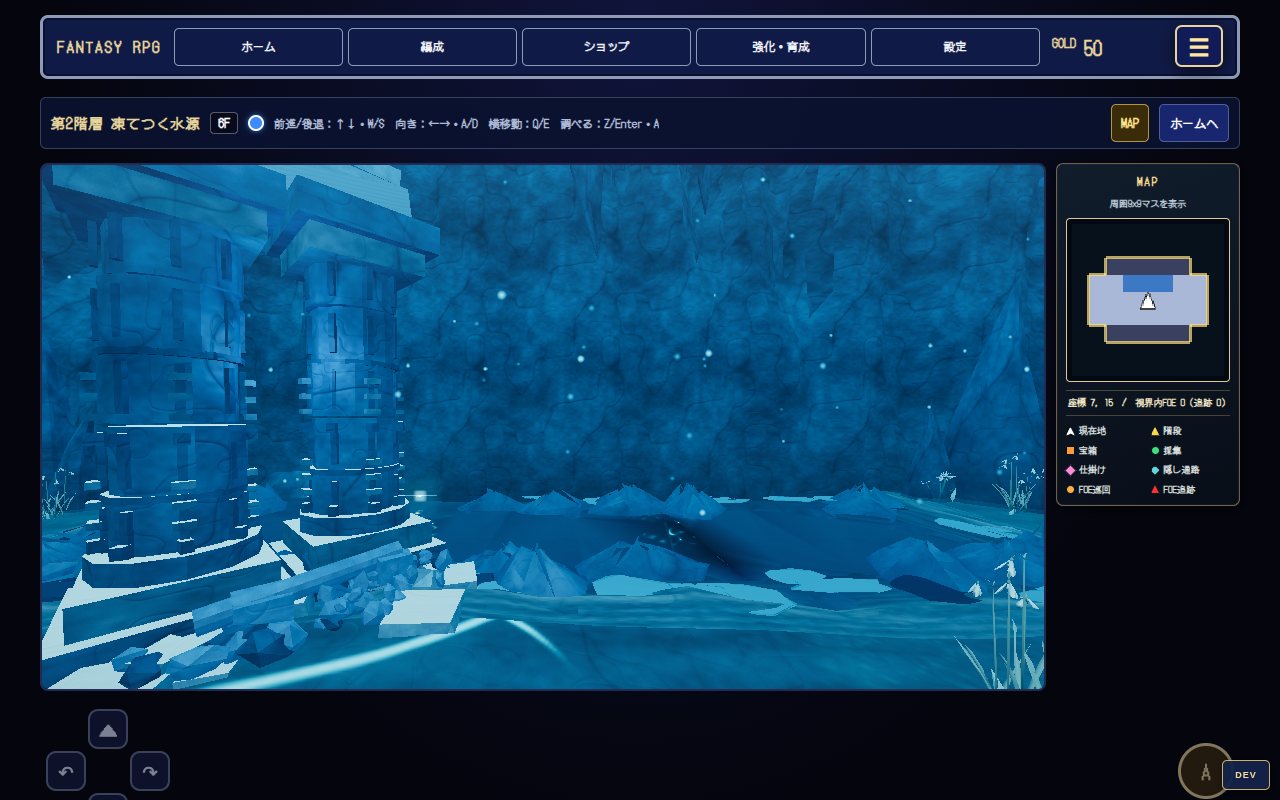 FANTASY RPG
ホーム
編成
ショップ
強化・育成
設定
GOLD 50
第2階層 凍てつく水源
6F
前進/後退：↑↓・W/S 向き：←→・A/D 横移動：Q/E 調べる：Z/Enter・A
MAP
ホームへ
MAP
周囲9x9マスを表示
座標 7, 15 / 視界内FOE 0 (追跡 0)
現在地
階段
宝箱
採集
仕掛け
隠し通路
FOE巡回
FOE追跡
A
DEV